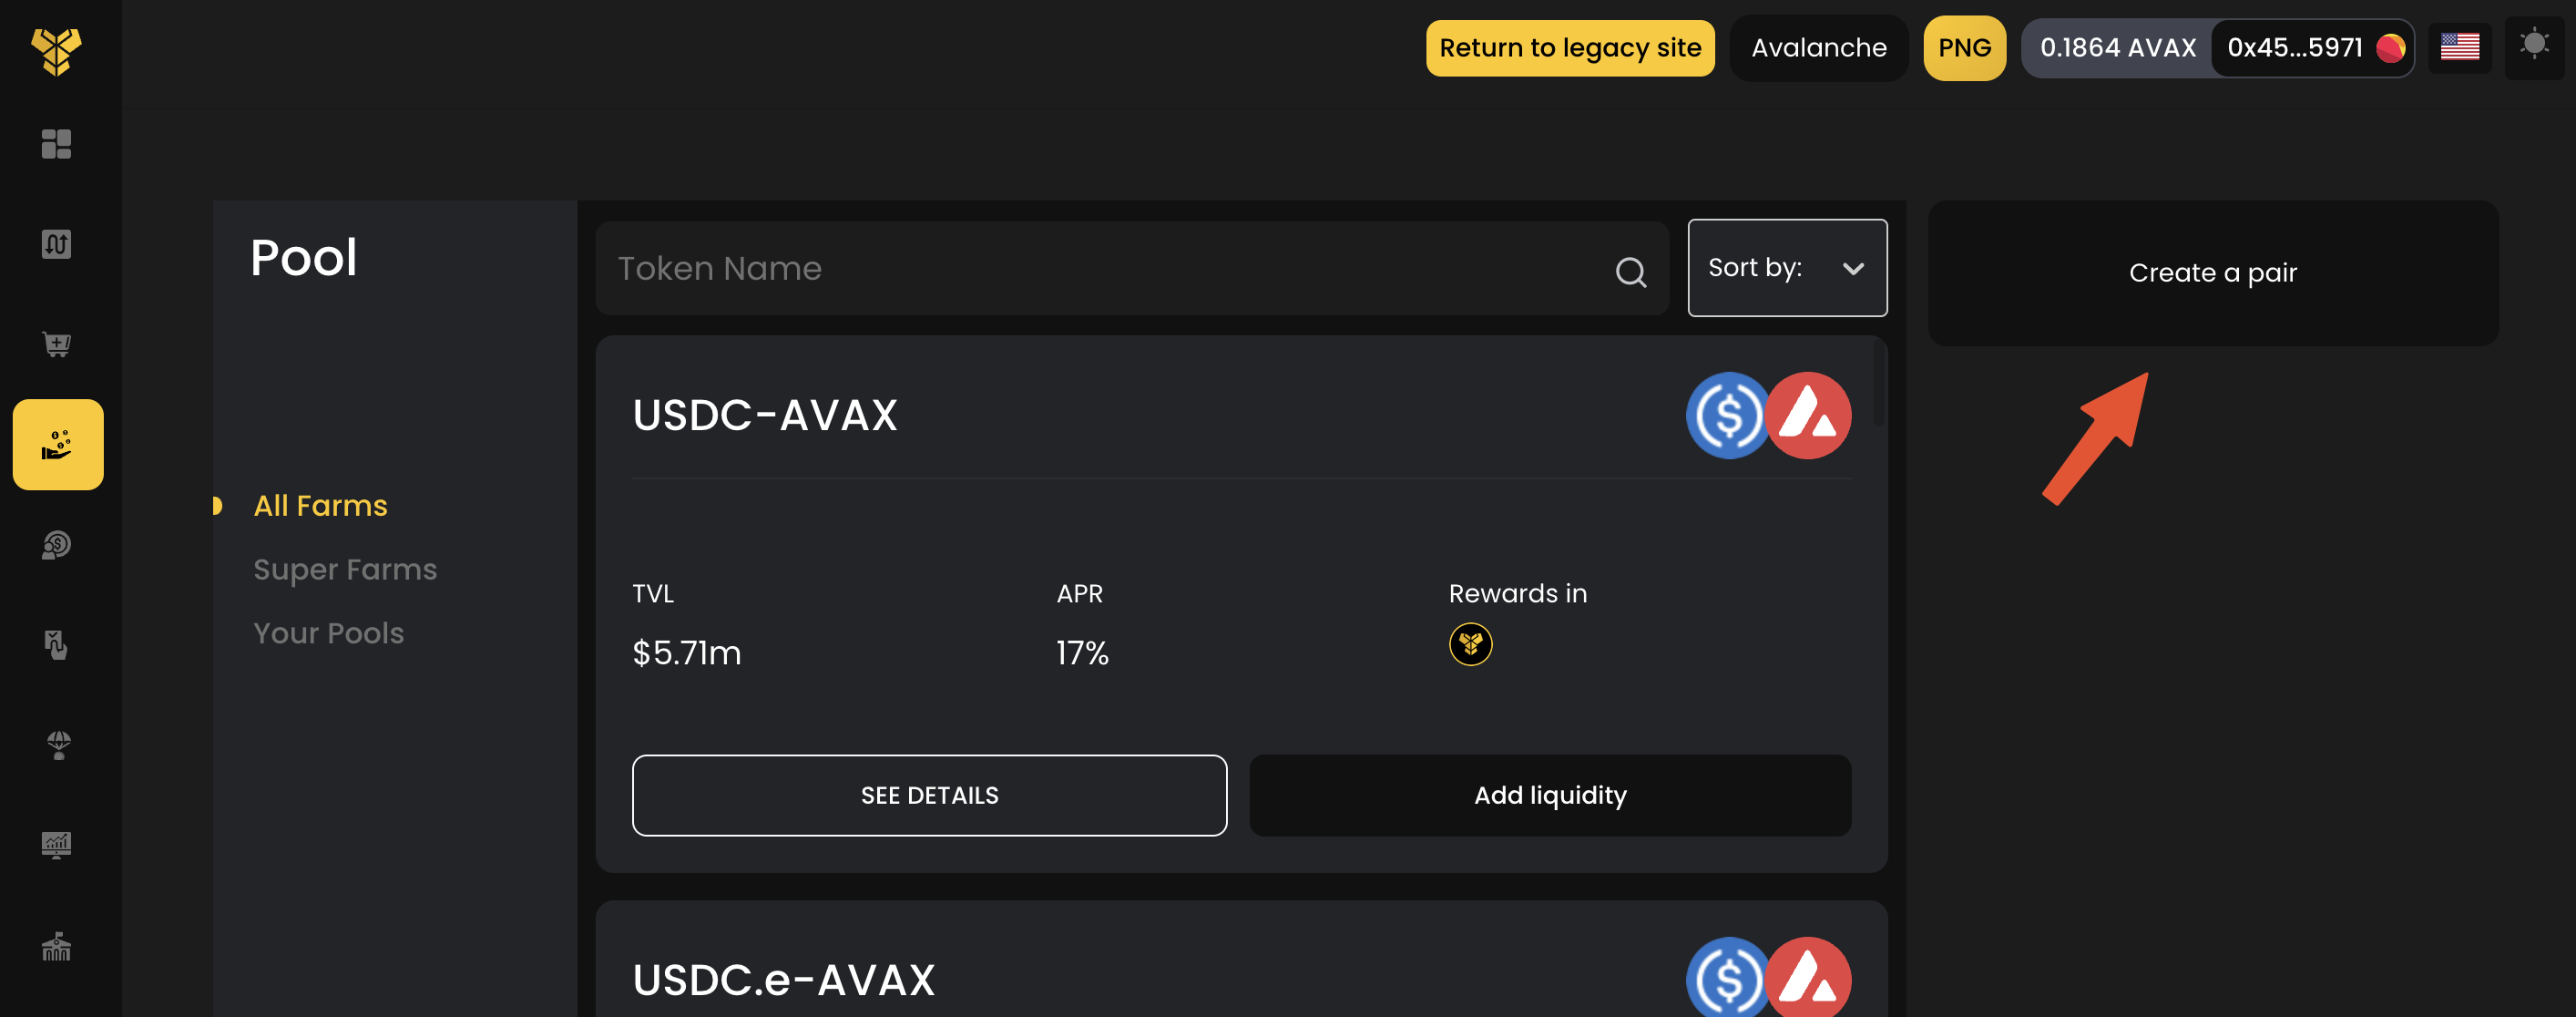 Return to legacy site
Avalanche
PNG
0.1864 AVAX
0x45...5971
Pool
All Farms
Super Farms
Your Pools
Token Name
Sort by:
USDC-AVAX
TVL
APR
Rewards in
$5.71m
17%
SEE DETAILS
Add liquidity
USDC.e-AVAX
Create a pair